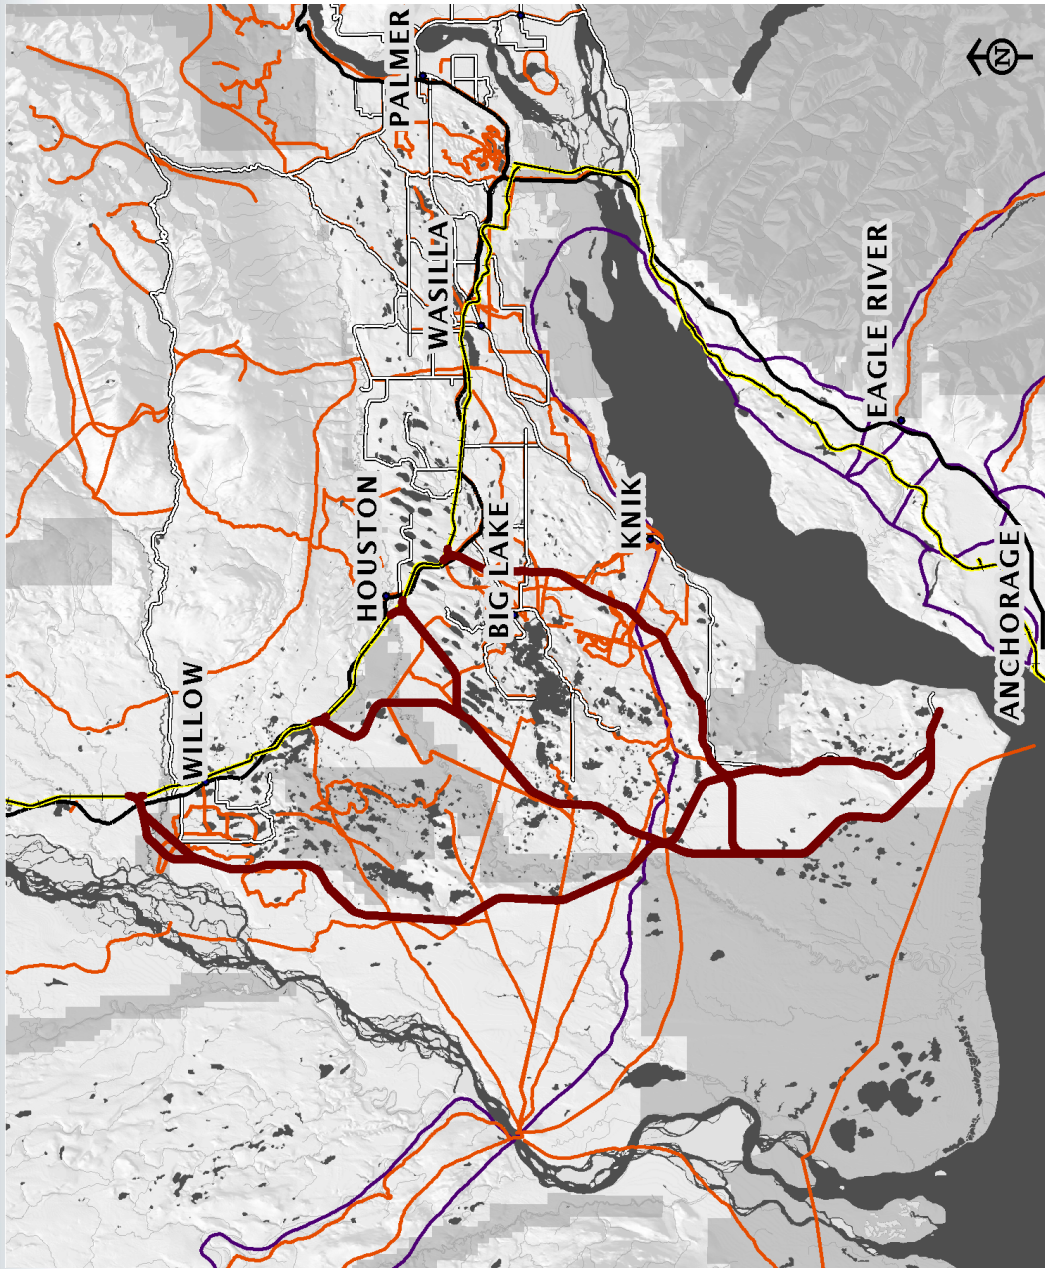 WILLOW
HOUSTON
PALMER
WASILLA
BIG LAKE
KNIK
EAGLE RIVER
ANCHORAGE
N